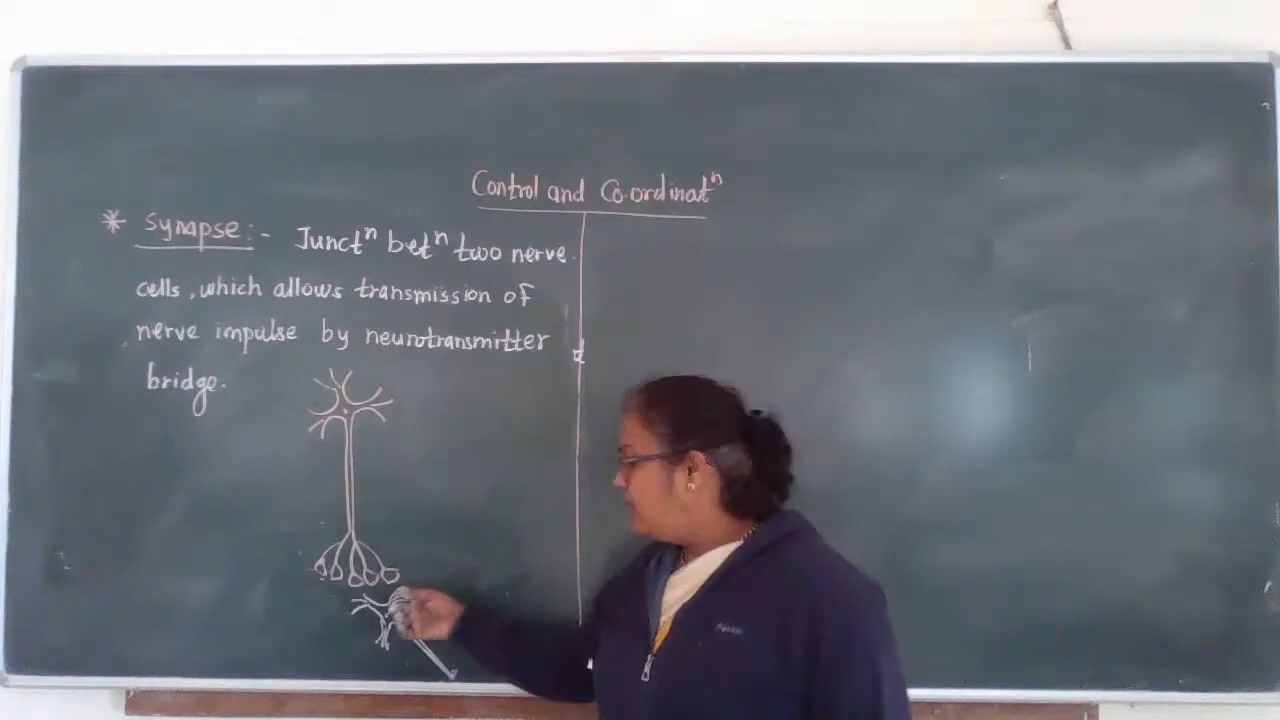 Control and Co.ordinatⁿ
* Synapse :- Junctⁿ betⁿ two nerve
cells, which allows transmission of
nerve impulse by neurotransmitter
bridge.